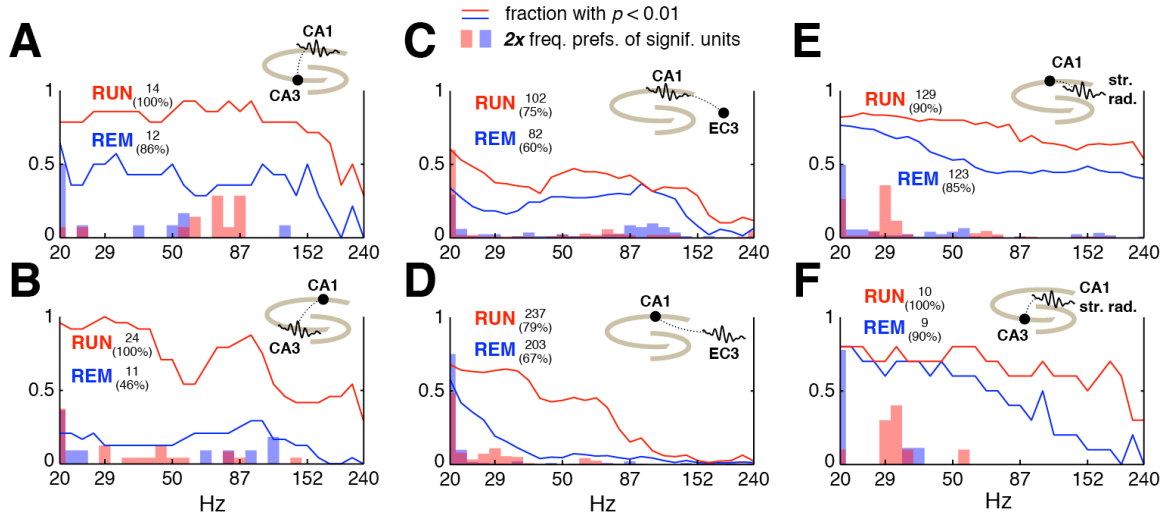 fraction with p < 0.01
2x freq. prefs. of signif. units
A
CA1
CA3
RUN 14 (100%)
REM 12 (86%)
1
0.5
0
20 29 50 87 152 240
C
CA1
EC3
RUN 102 (75%)
REM 82 (60%)
1
0.5
0
20 29 50 87 152 240
E
CA1
str. rad.
RUN 129 (90%)
REM 123 (85%)
1
0.5
0
20 29 50 87 152 240
B
CA1
CA3
RUN 24 (100%)
REM 11 (46%)
1
0.5
0
20 29 50 87 152 240
Hz
D
CA1
EC3
RUN 237 (79%)
REM 203 (67%)
1
0.5
0
20 29 50 87 152 240
Hz
F
CA1
str. rad.
CA3
RUN 10 (100%)
REM 9 (90%)
1
0.5
0
20 29 50 87 152 240
Hz